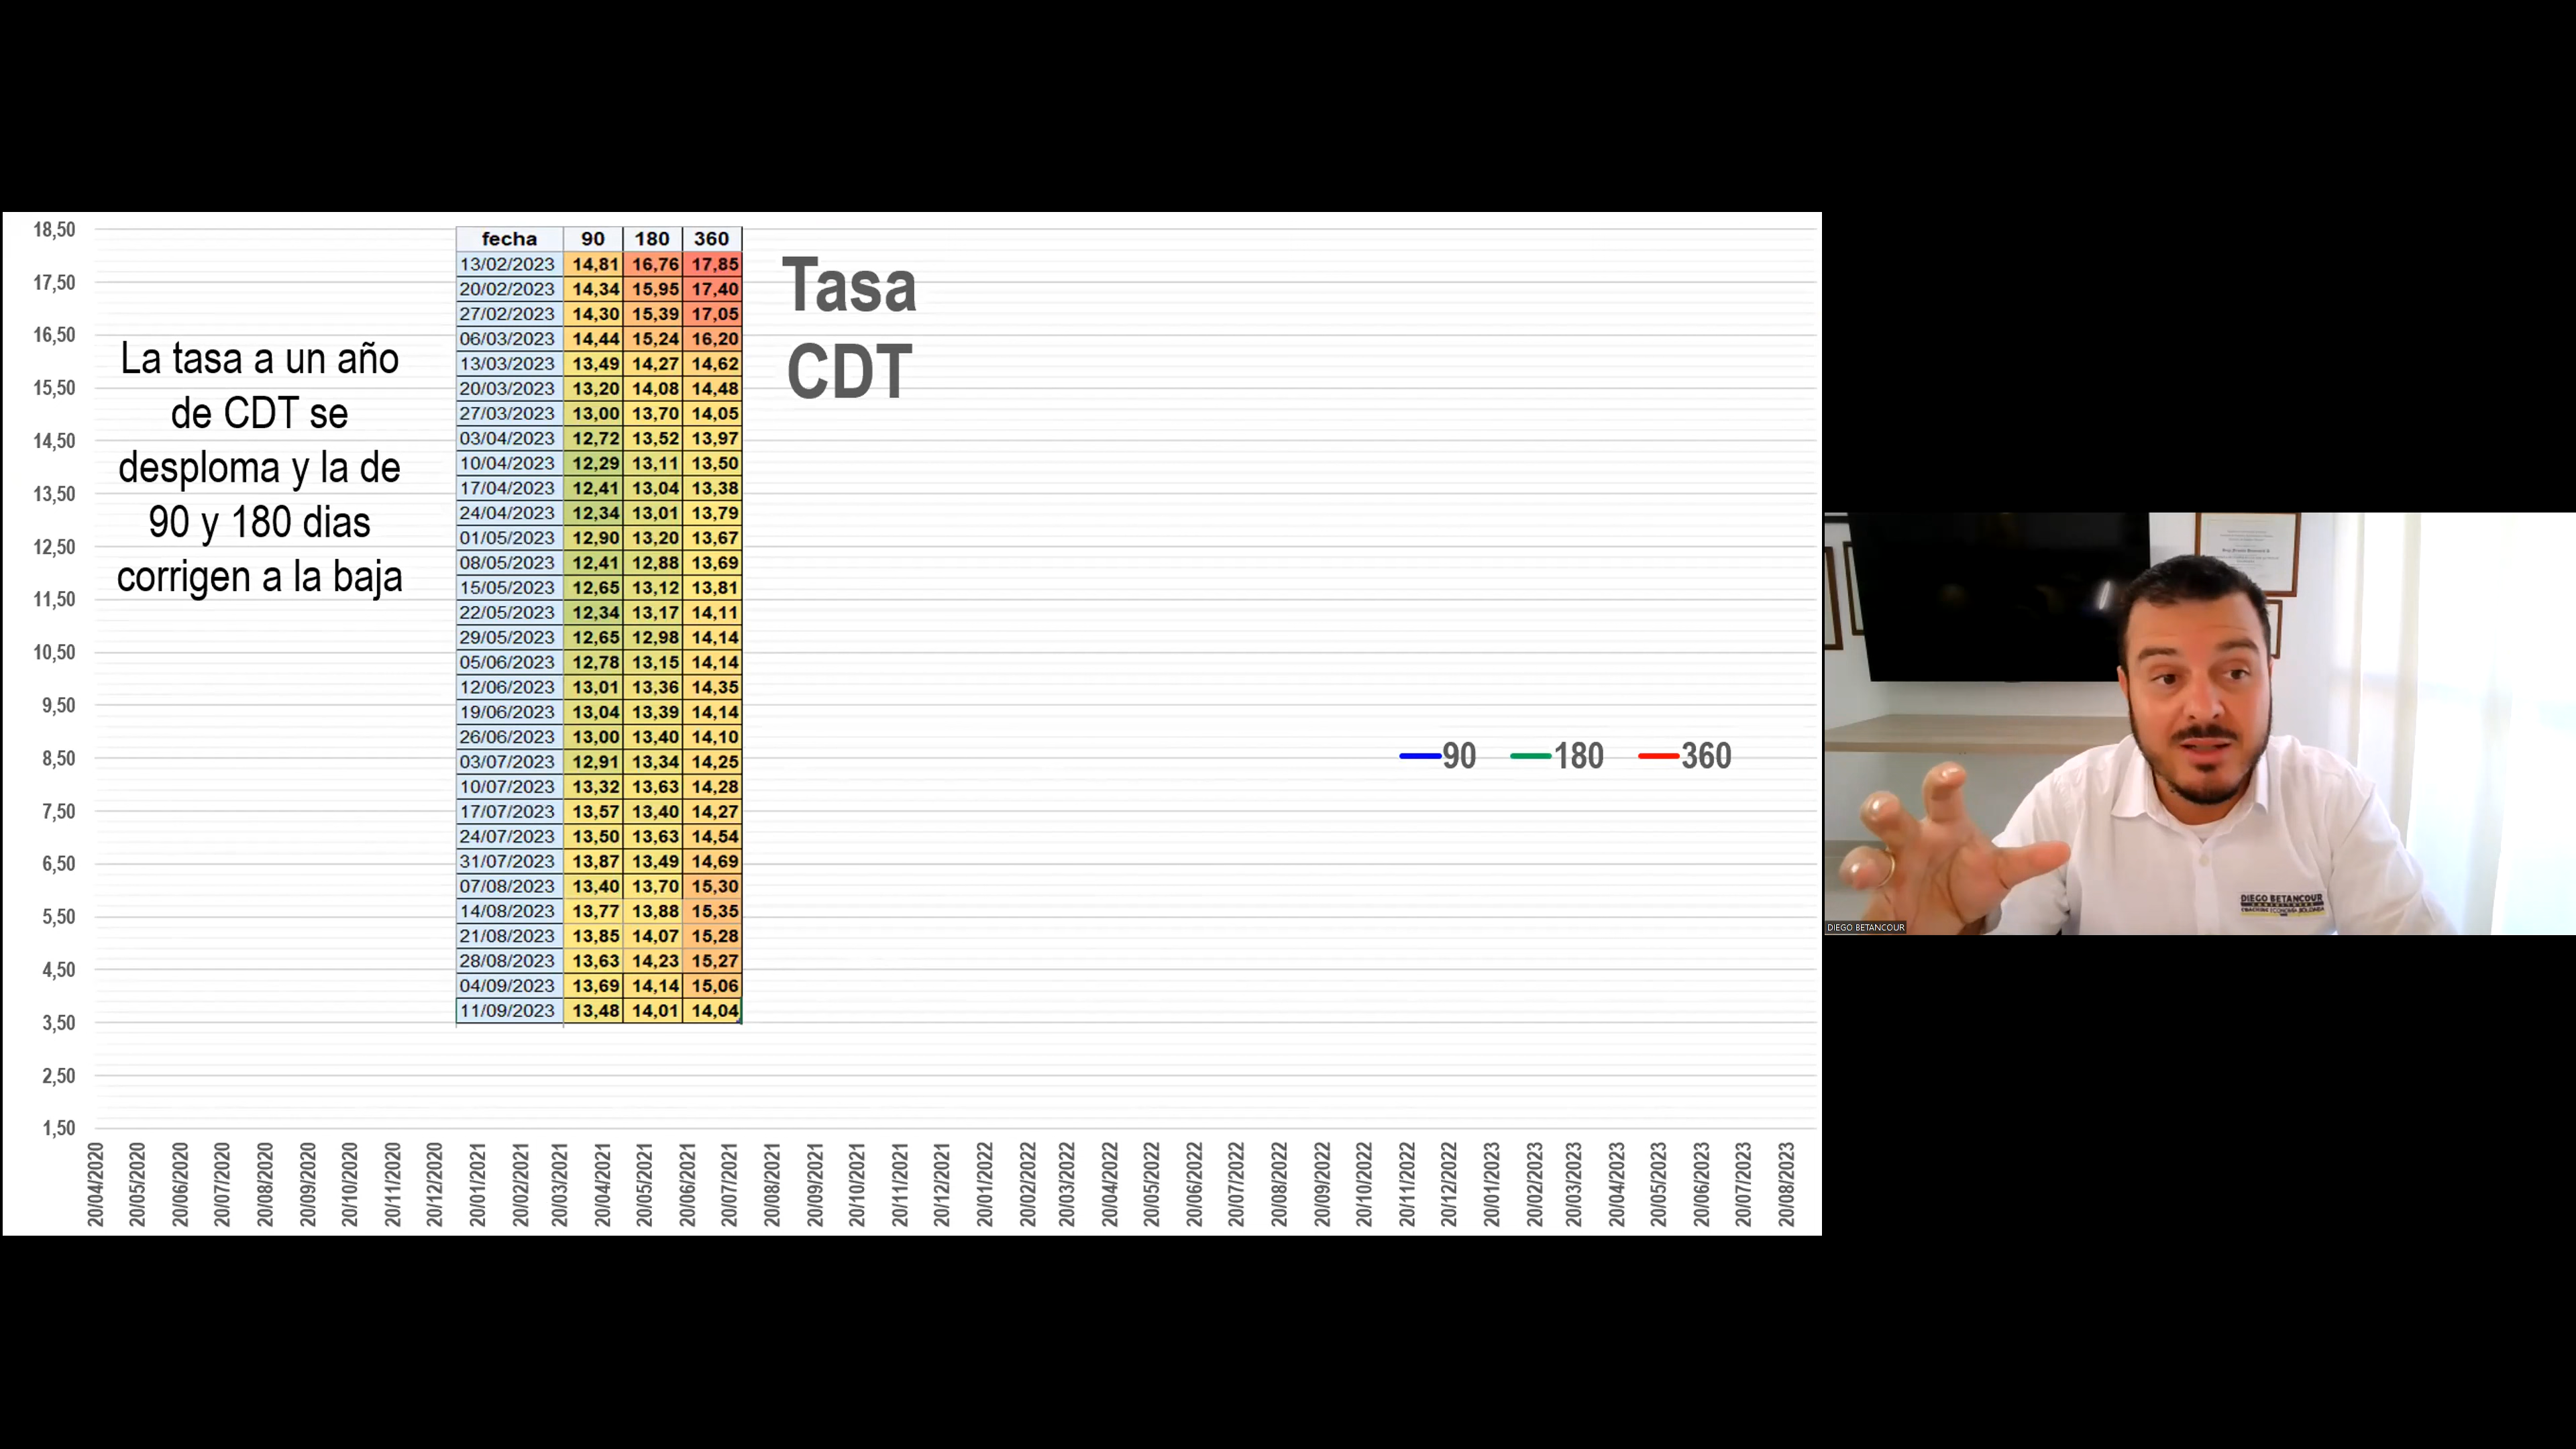 18,50
17,50
16,50
15,50
14,50
13,50
12,50
11,50
10,50
9,50
8,50
7,50
6,50
5,50
4,50
3,50
2,50
1,50
La tasa a un año
de CDT se
desploma y la de
90 y 180 dias
corrigen a la baja
fecha 90 180 360
13/02/2023 14,81 16,76 17,85
20/02/2023 14,34 15,95 17,40
27/02/2023 14,30 15,39 17,05
06/03/2023 14,44 15,24 16,20
13/03/2023 13,49 14,27 14,62
20/03/2023 13,20 14,08 14,48
27/03/2023 13,00 13,70 14,05
03/04/2023 12,72 13,52 13,97
10/04/2023 12,29 13,11 13,50
17/04/2023 12,41 13,04 13,38
24/04/2023 12,34 13,01 13,79
01/05/2023 12,90 13,20 13,67
08/05/2023 12,41 12,88 13,69
15/05/2023 12,65 13,12 13,81
22/05/2023 12,34 13,17 14,11
29/05/2023 12,65 12,98 14,14
05/06/2023 12,78 13,15 14,14
12/06/2023 13,01 13,36 14,35
19/06/2023 13,04 13,39 14,14
26/06/2023 13,00 13,40 14,10
03/07/2023 12,91 13,34 14,25
10/07/2023 13,32 13,63 14,28
17/07/2023 13,57 13,40 14,27
24/07/2023 13,50 13,63 14,54
31/07/2023 13,87 13,49 14,69
07/08/2023 13,40 13,70 15,30
14/08/2023 13,77 13,88 15,35
21/08/2023 13,85 14,07 15,28
28/08/2023 13,63 14,23 15,27
04/09/2023 13,69 14,14 15,06
11/09/2023 13,48 14,01 14,04
Tasa
CDT
90 180 360
20/04/2020
20/05/2020
20/06/2020
20/07/2020
20/08/2020
20/09/2020
20/10/2020
20/11/2020
20/12/2020
20/01/2021
20/02/2021
20/03/2021
20/04/2021
20/05/2021
20/06/2021
20/07/2021
20/08/2021
20/09/2021
20/10/2021
20/11/2021
20/12/2021
20/01/2022
20/02/2022
20/03/2022
20/04/2022
20/05/2022
20/06/2022
20/07/2022
20/08/2022
20/09/2022
20/10/2022
20/11/2022
20/12/2022
20/01/2023
20/02/2023
20/03/2023
20/04/2023
20/05/2023
20/06/2023
20/07/2023
20/08/2023
DIEGO BETANCOUR
DIEGO BETANCOUR